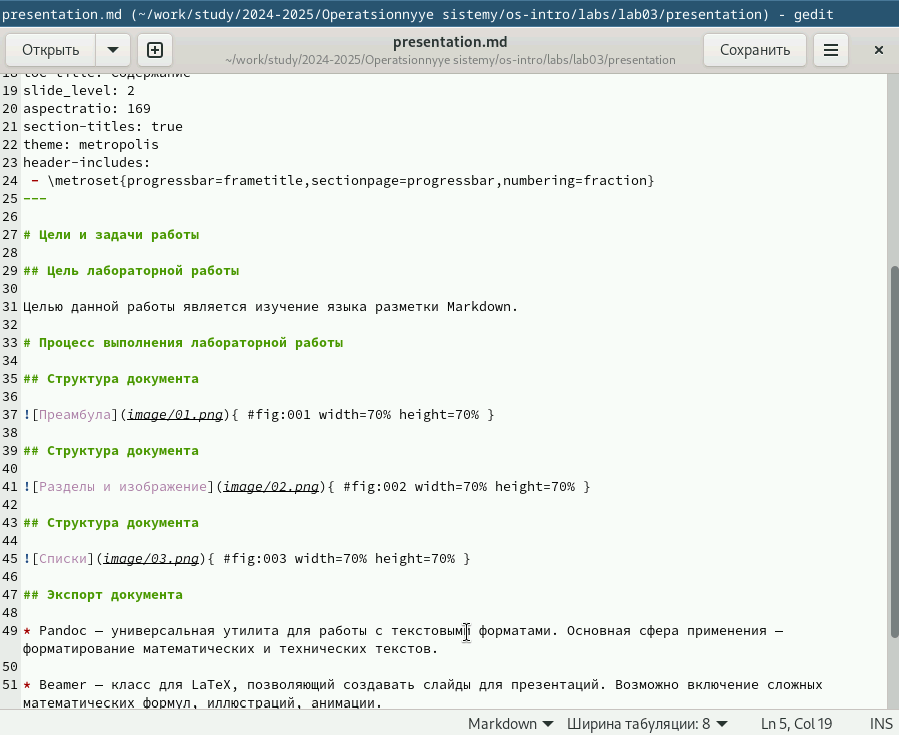 presentation.md (~/work/study/2024-2025/Operatsionnyye sistemy/os-intro/labs/lab03/presentation) - gedit
Открыть
presentation.md
~/work/study/2024-2025/Operatsionnyye sistemy/os-intro/labs/lab03/presentation
Сохранить
18 toc-title: Содержание
19 slide_level: 2
20 aspectratio: 169
21 section-titles: true
22 theme: metropolis
23 header-includes:
24  - \metroset{progressbar=frametitle,sectionpage=progressbar,numbering=fraction}
25 ---
26
27 # Цели и задачи работы
28
29 ## Цель лабораторной работы
30
31 Целью данной работы является изучение языка разметки Markdown.
32
33 # Процесс выполнения лабораторной работы
34
35 ## Структура документа
36
37 ![Преамбула](image/01.png){ #fig:001 width=70% height=70% }
38
39 ## Структура документа
40
41 ![Разделы и изображение](image/02.png){ #fig:002 width=70% height=70% }
42
43 ## Структура документа
44
45 ![Списки](image/03.png){ #fig:003 width=70% height=70% }
46
47 ## Экспорт документа
48
49 * Pandoc — универсальная утилита для работы с текстовыми форматами. Основная сфера применения —
форматирование математических и технических текстов.
50
51 * Beamer — класс для LaTeX, позволяющий создавать слайды для презентаций. Возможно включение сложных
математических формул, иллюстраций, анимации.
Markdown
Ширина табуляции: 8
Ln 5, Col 19
INS